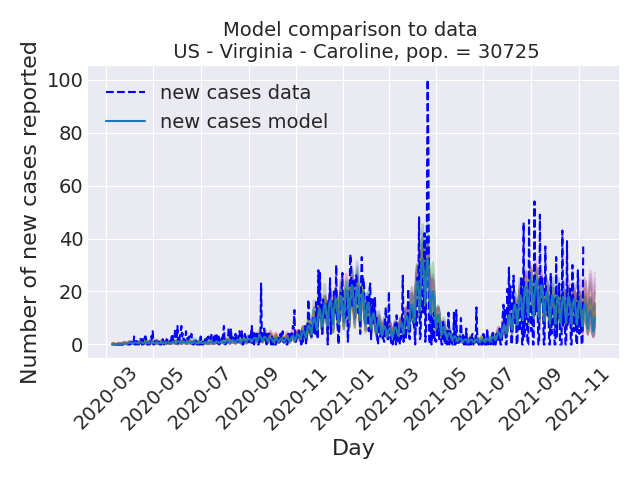 Model comparison to data
US - Virginia - Caroline, pop. = 30725
Number of new cases reported
100
80
60
40
20
0
new cases data
new cases model
2020-03
2020-05
2020-07
2020-09
2020-11
2021-01
2021-03
2021-05
2021-07
2021-09
2021-11
Day